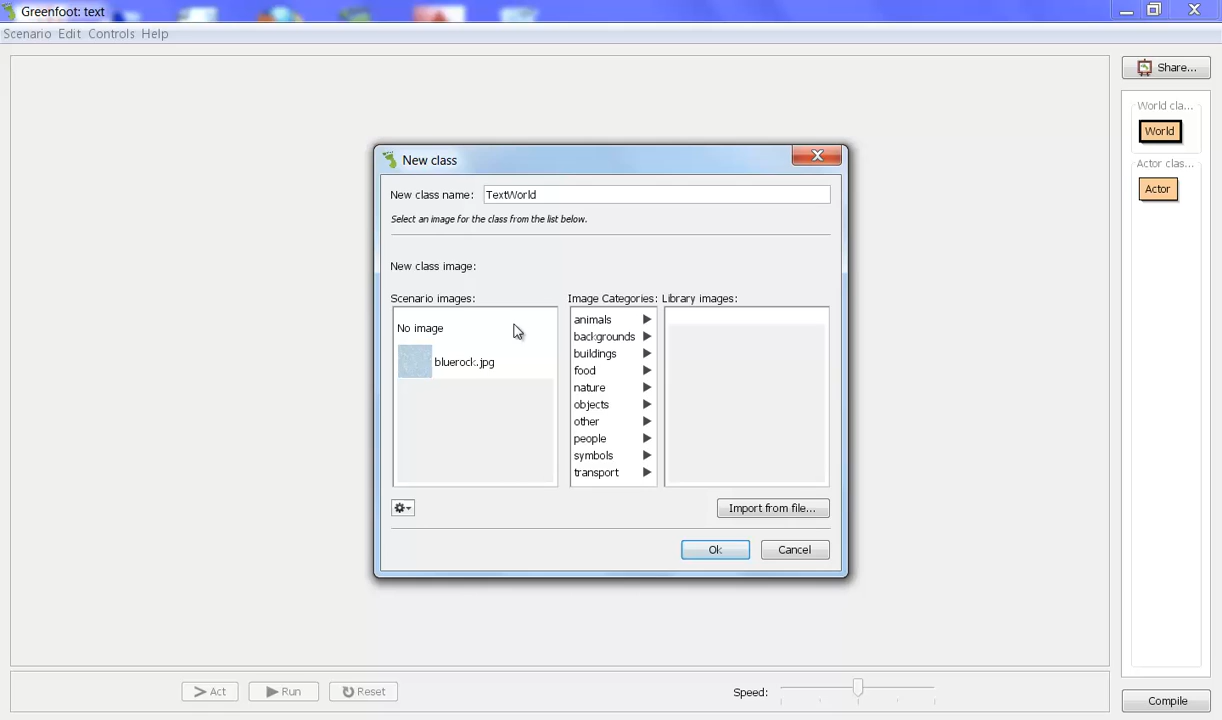 Greenfoot: text
Scenario Edit Controls Help
Share...
World cla...
World
Actor clas...
Actor
New class
New class name: TextWorld
Select an image for the class from the list below.
New class image:
Scenario images: Image Categories: Library images:
No image
bluerock.jpg
animals
backgrounds
buildings
food
nature
objects
other
people
symbols
transport
Import from file...
Ok Cancel
Act Run Reset Speed:
Compile